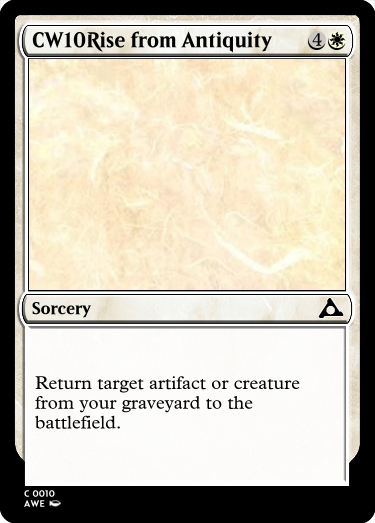 CW10Rise from Antiquity 4
Sorcery
Return target artifact or creature
from your graveyard to the
battlefield.
C 0010
AWE